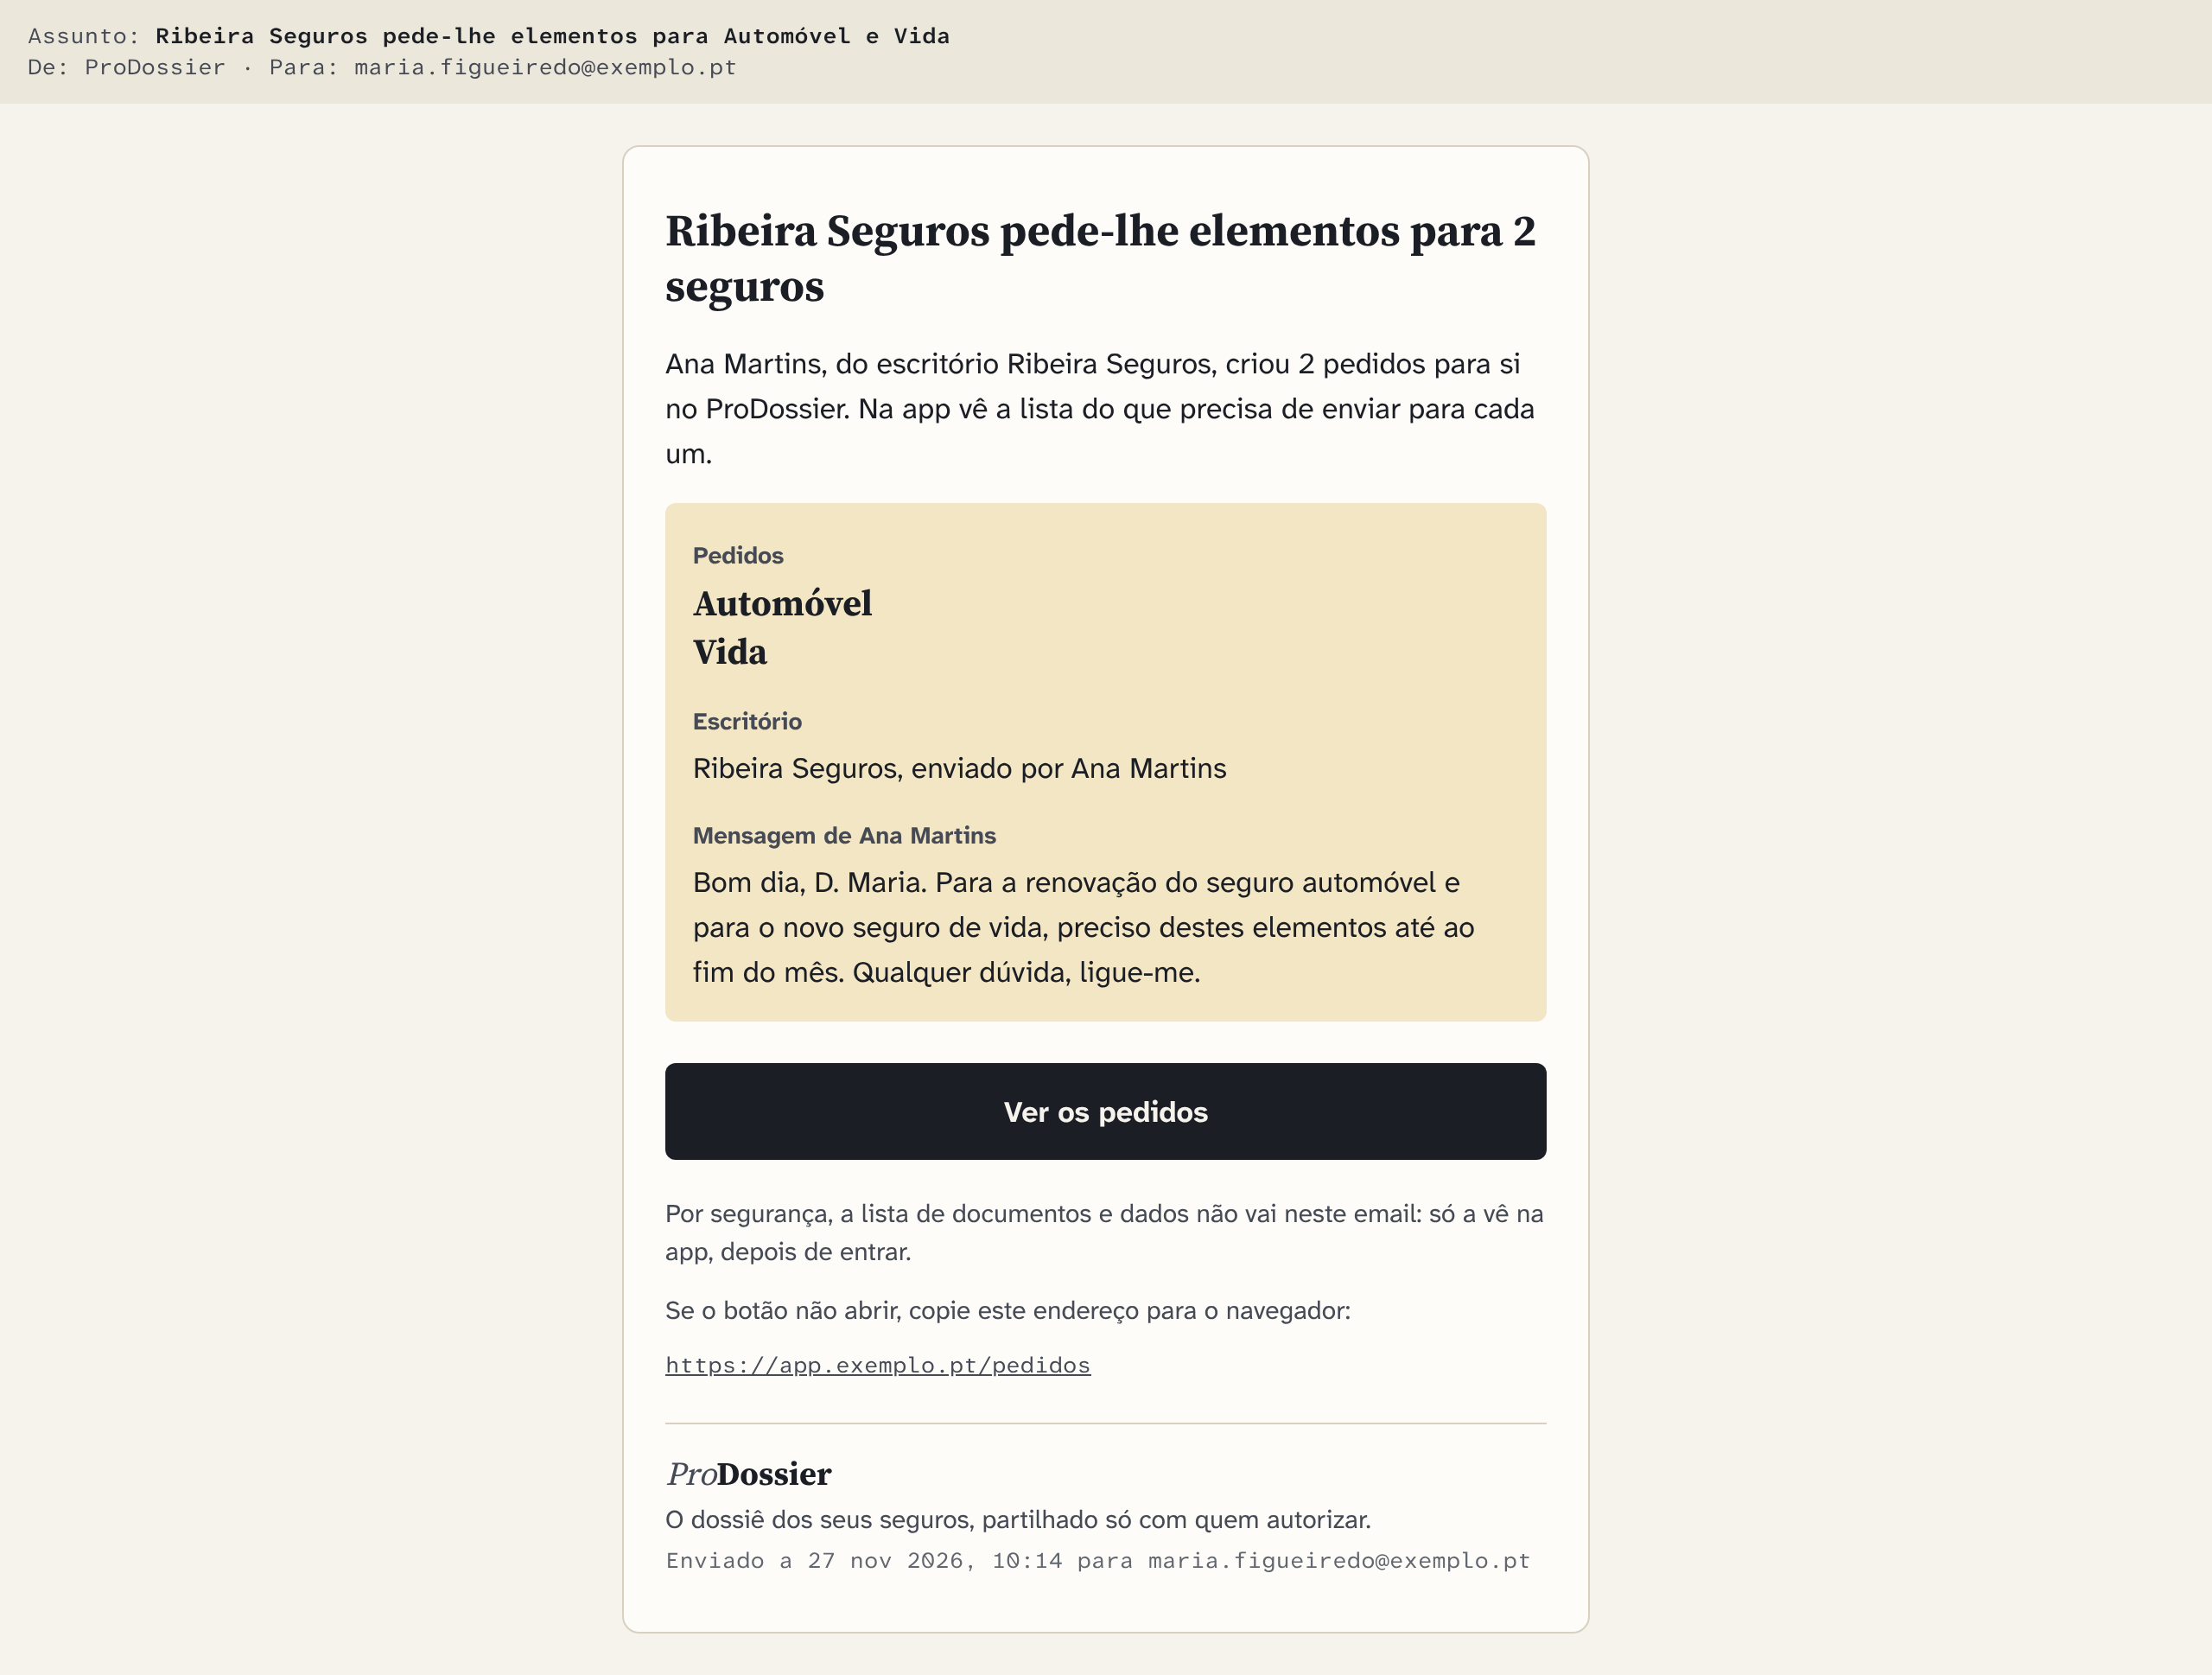 Assunto: Ribeira Seguros pede-lhe elementos para Automóvel e Vida
De: ProDossier · Para: maria.figueiredo@exemplo.pt
Ribeira Seguros pede-lhe elementos para 2
seguros
Ana Martins, do escritório Ribeira Seguros, criou 2 pedidos para si
no ProDossier. Na app vê a lista do que precisa de enviar para cada
um.
Pedidos
Automóvel
Vida
Escritório
Ribeira Seguros, enviado por Ana Martins
Mensagem de Ana Martins
Bom dia, D. Maria. Para a renovação do seguro automóvel e
para o novo seguro de vida, preciso destes elementos até ao
fim do mês. Qualquer dúvida, ligue-me.
Ver os pedidos
Por segurança, a lista de documentos e dados não vai neste email: só a vê na
app, depois de entrar.
Se o botão não abrir, copie este endereço para o navegador:
https://app.exemplo.pt/pedidos
ProDossier
O dossiê dos seus seguros, partilhado só com quem autorizar.
Enviado a 27 nov 2026, 10:14 para maria.figueiredo@exemplo.pt